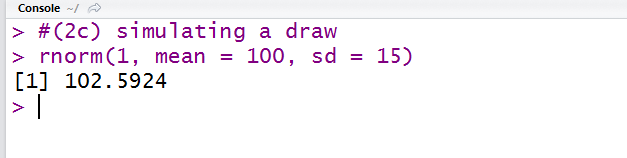 Console ~/
> #(2c) simulating a draw
> rnorm(1, mean = 100, sd = 15)
[1] 102.5924
>